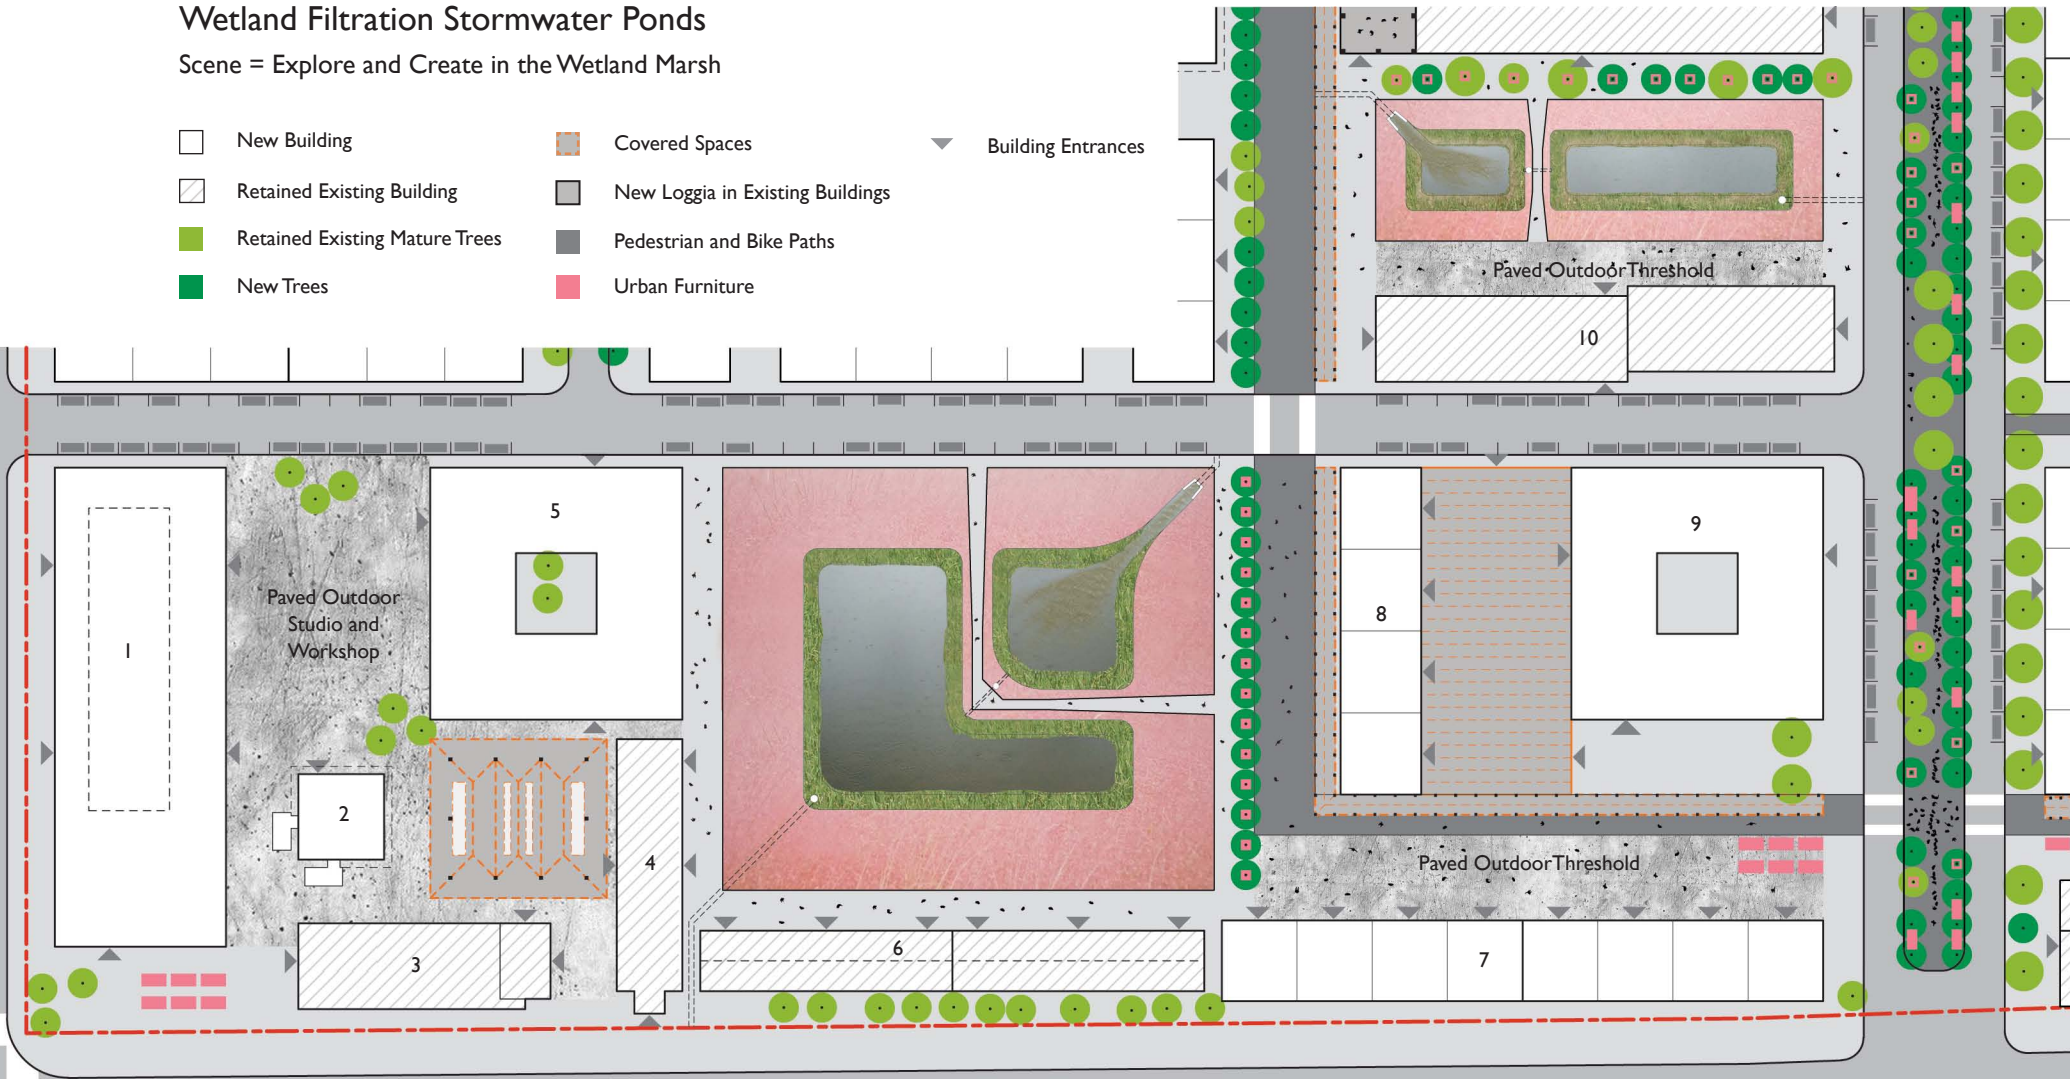 Wetland Filtration Stormwater Ponds
Scene = Explore and Create in the Wetland Marsh
New Building
Retained Existing Building
Retained Existing Mature Trees
New Trees
Covered Spaces
New Loggia in Existing Buildings
Pedestrian and Bike Paths
Urban Furniture
Building Entrances
Paved Outdoor Threshold
10
5
9
Paved Outdoor
Studio and
Workshop
1
8
2
4
Paved Outdoor Threshold
6
3
7